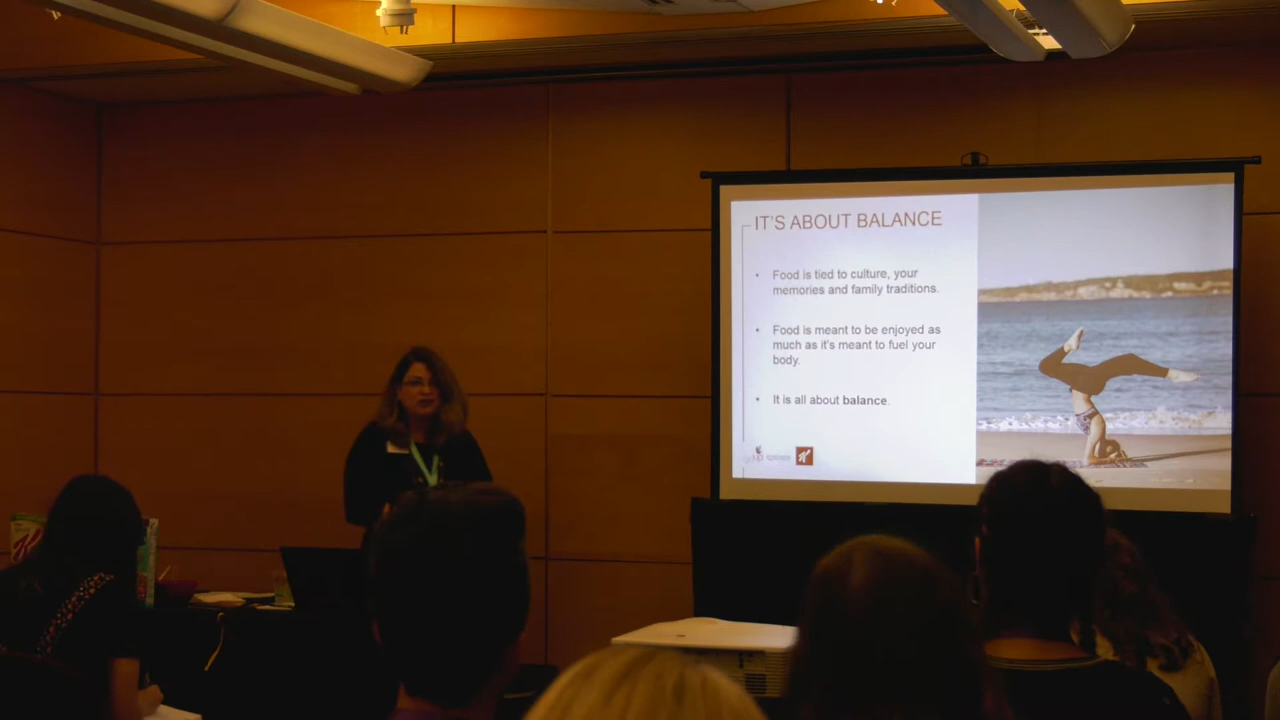 IT'S ABOUT BALANCE
• Food is tied to culture, your
memories and family traditions.
• Food is meant to be enjoyed as
much as it's meant to fuel your
body.
• It is all about balance.
K